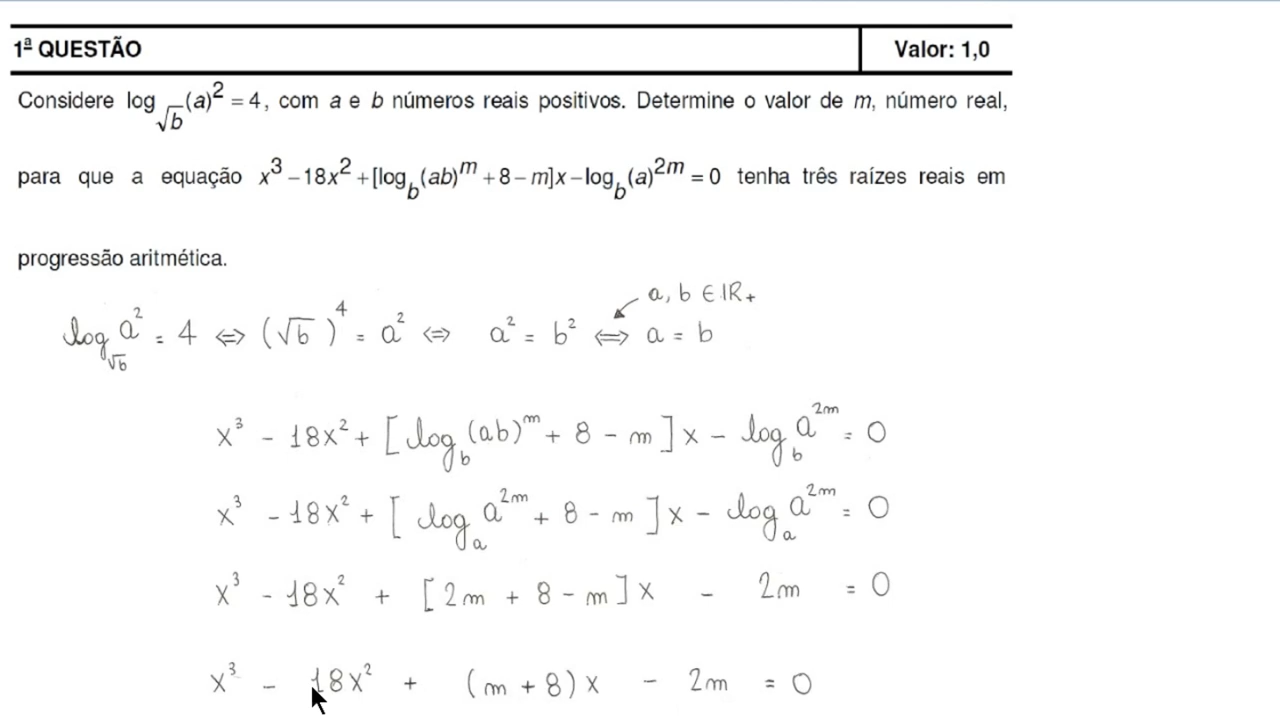 1ª QUESTÃO Valor: 1,0
Considere log_√b (a)² = 4, com a e b números reais positivos. Determine o valor de m, número real,
para que a equação x³ – 18x² + [log_b (ab)^m + 8 – m]x – log_b (a)^2m = 0 tenha três raízes reais em
progressão aritmética.
a, b ∈ IR₊
log_√b a² = 4 ⇔ (√b)⁴ = a² ⇔ a² = b² ⇔ a = b
x³ - 18x² + [log_b (ab)^m + 8 - m]x - log_b a^2m = 0
x³ - 18x² + [log_a a^2m + 8 - m]x - log_a a^2m = 0
x³ - 18x² + [2m + 8 - m]x - 2m = 0
x³ - 18x² + (m + 8)x - 2m = 0